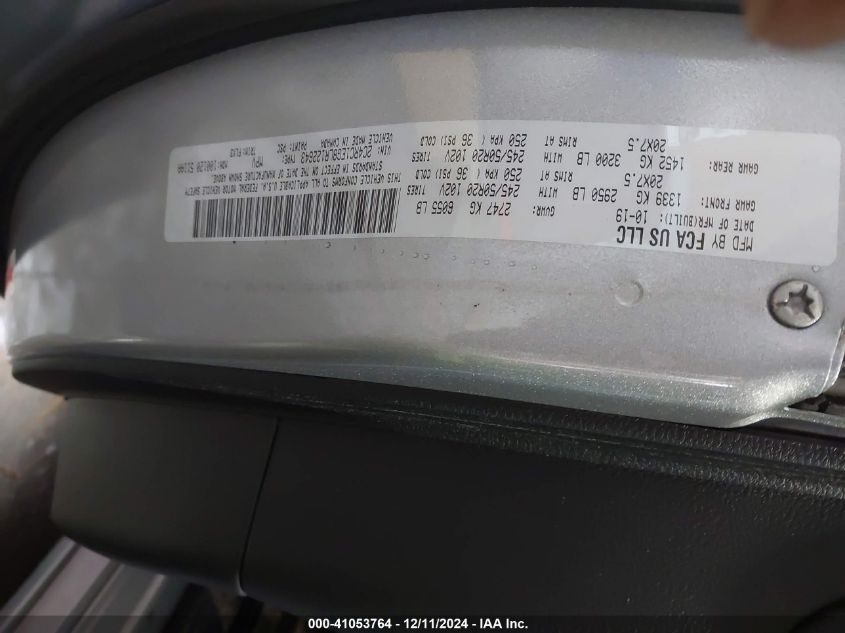 MFD BY FCA US LLC
DATE OF MFR(BUILT): 10-19
GVWR: 2747 KG 6055 LB
GAWR FRONT: 1339 KG 2950 LB WITH 245/50R20 102V TIRES
20X7.5 RIMS AT 250 KPA ( 36 PSI) COLD
GAWR REAR: 1452 KG 3200 LB WITH 245/50R20 102V TIRES
20X7.5 RIMS AT 250 KPA ( 36 PSI) COLD
THIS VEHICLE CONFORMS TO ALL APPLICABLE U.S.A. FEDERAL MOTOR VEHICLE SAFETY
STANDARDS IN EFFECT ON THE DATE OF MANUFACTURE SHOWN ABOVE.
VIN: 2C4RC1EG8LR122643 TYPE: MPV
VEHICLE MADE IN CANADA PAINT: PSC TRIM:
000-41053764 - 12/11/2024 - IAA Inc.